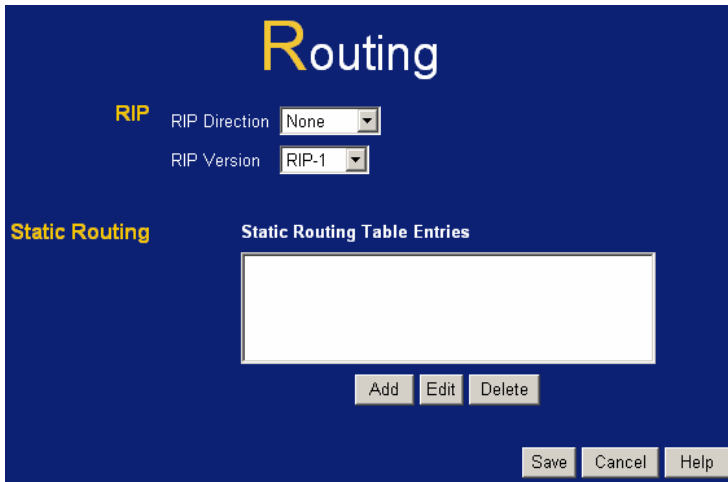 Routing
RIP
RIP Direction None
RIP Version RIP-1
Static Routing
Static Routing Table Entries
Add Edit Delete
Save Cancel Help